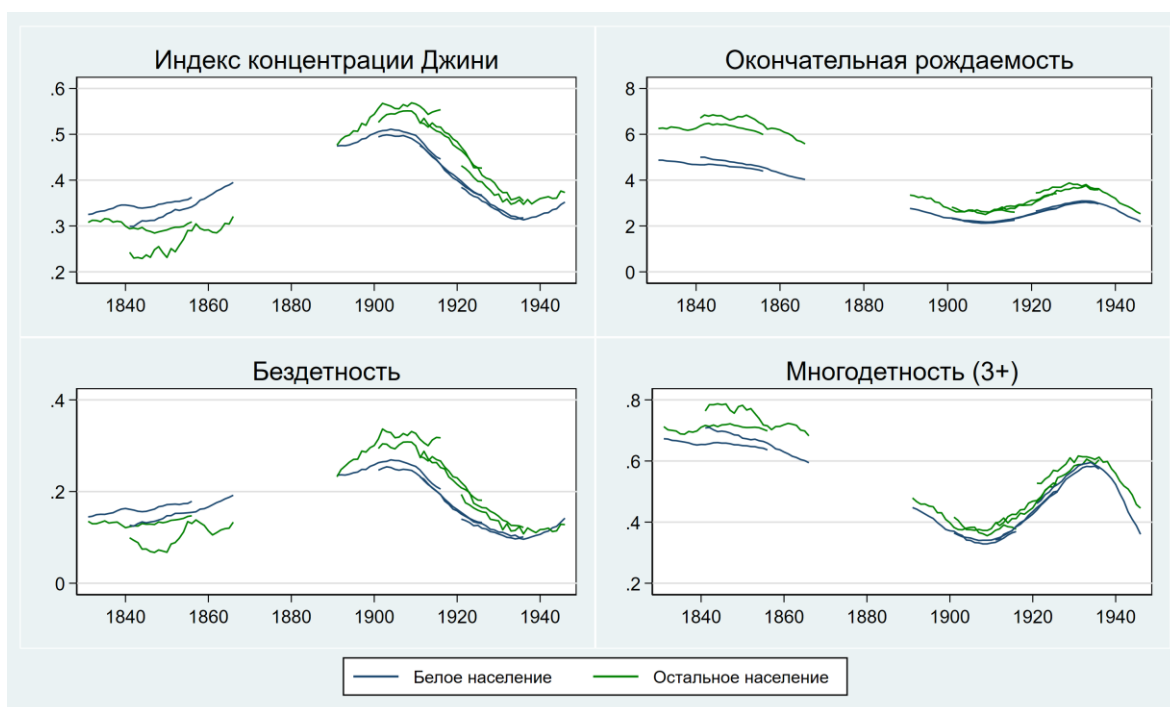 Индекс концентрации Джини
.6
.5
.4
.3
.2
1840 1860 1880 1900 1920 1940
Окончательная рождаемость
8
6
4
2
0
1840 1860 1880 1900 1920 1940
Бездетность
.4
.2
0
1840 1860 1880 1900 1920 1940
Многодетность (3+)
.8
.6
.4
.2
1840 1860 1880 1900 1920 1940
Белое население Остальное население